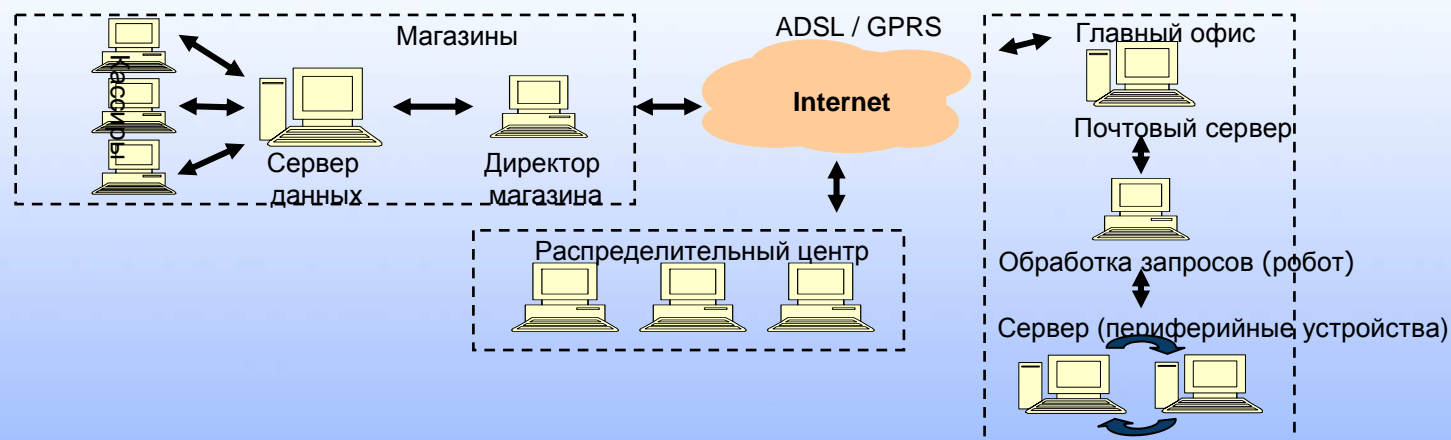 Магазины
Кассиры
Сервер
данных
Директор
магазина
ADSL / GPRS
Internet
Распределительный центр
Главный офис
Почтовый сервер
Обработка запросов (робот)
Сервер (периферийные устройства)